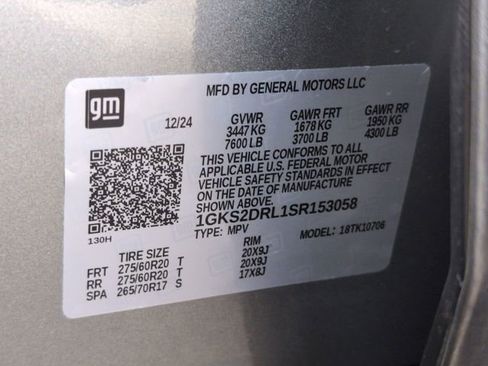 MFD BY GENERAL MOTORS LLC
gm
12/24
GVWR GAWR FRT GAWR RR
3447 KG 1678 KG 1950 KG
7600 LB 3700 LB 4300 LB
THIS VEHICLE CONFORMS TO ALL
APPLICABLE U.S. FEDERAL MOTOR
VEHICLE SAFETY STANDARDS IN EFFECT
ON THE DATE OF MANUFACTURE
SHOWN ABOVE.
1GKS2DRL1SR153058
TYPE: MPV MODEL: 18TK10706
130H
TIRE SIZE RIM
FRT 275/60R20 T 20X9J
RR 275/60R20 T 20X9J
SPA 265/70R17 S 17X8J